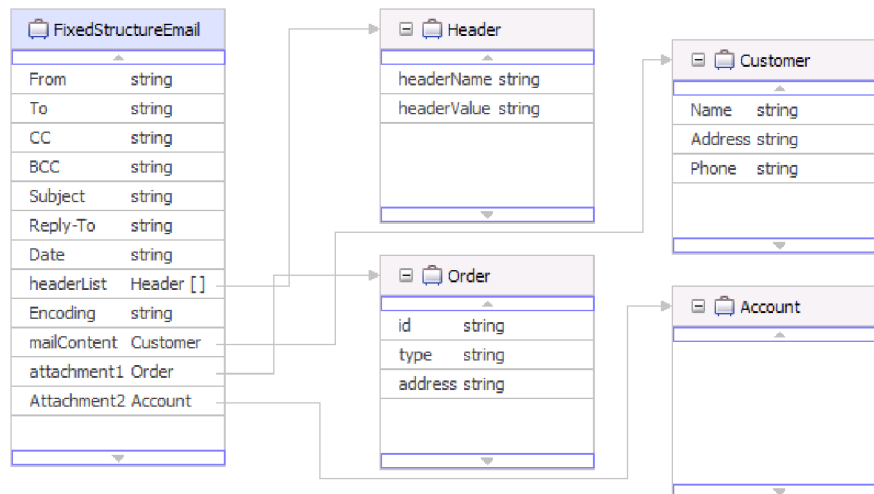 FixedStructureEmail
From string
To string
CC string
BCC string
Subject string
Reply-To string
Date string
headerList Header []
Encoding string
mailContent Customer
attachment1 Order
Attachment2 Account
Header
headerName string
headerValue string
Order
id string
type string
address string
Customer
Name string
Address string
Phone string
Account